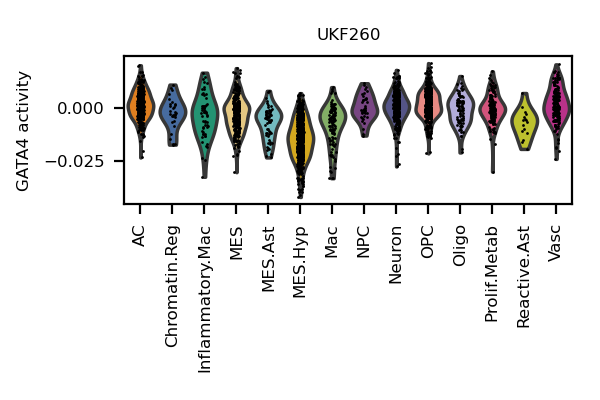 UKF260
GATA4 activity
0.000
−0.025
AC
Chromatin.Reg
Inflammatory.Mac
MES
MES.Ast
MES.Hyp
Mac
NPC
Neuron
OPC
Oligo
Prolif.Metab
Reactive.Ast
Vasc